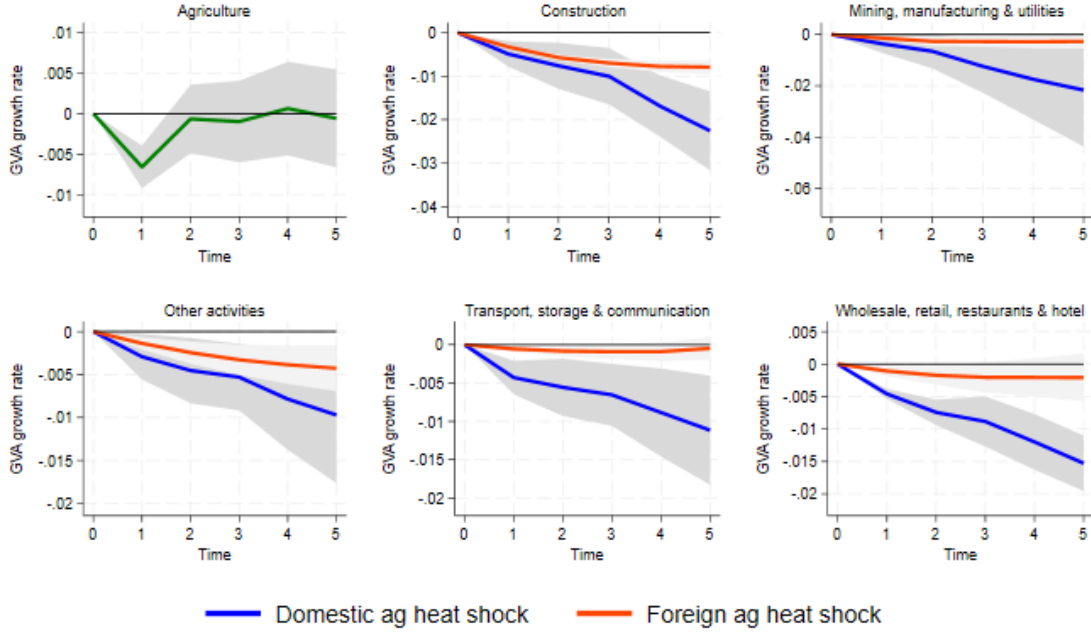 Agriculture
GVA growth rate
.01
.005
0
-.005
-.01
0 1 2 3 4 5
Time
Construction
GVA growth rate
0
-.01
-.02
-.03
-.04
0 1 2 3 4 5
Time
Mining, manufacturing & utilities
GVA growth rate
0
-.02
-.04
-.06
0 1 2 3 4 5
Time
Other activities
GVA growth rate
0
-.005
-.01
-.015
-.02
0 1 2 3 4 5
Time
Transport, storage & communication
GVA growth rate
0
-.005
-.01
-.015
-.02
0 1 2 3 4 5
Time
Wholesale, retail, restaurants & hotel
GVA growth rate
.005
0
-.005
-.01
-.015
-.02
0 1 2 3 4 5
Time
Domestic ag heat shock
Foreign ag heat shock